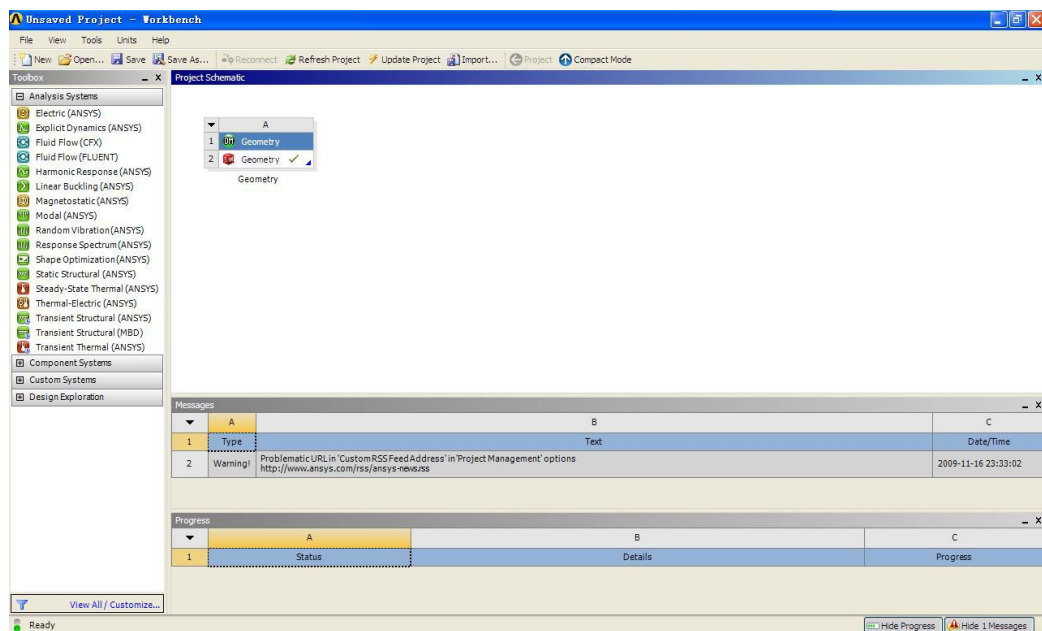 Unsaved Project - Workbench
File View Tools Units Help
New Open... Save Save As... Reconnect Refresh Project Update Project Import... Project Compact Mode
Toolbox
Analysis Systems
Electric (ANSYS)
Explicit Dynamics (ANSYS)
Fluid Flow (CFX)
Fluid Flow (FLUENT)
Harmonic Response (ANSYS)
Linear Buckling (ANSYS)
Magnetostatic (ANSYS)
Modal (ANSYS)
Random Vibration (ANSYS)
Response Spectrum (ANSYS)
Shape Optimization (ANSYS)
Static Structural (ANSYS)
Steady-State Thermal (ANSYS)
Thermal-Electric (ANSYS)
Transient Structural (ANSYS)
Transient Structural (MBD)
Transient Thermal (ANSYS)
Component Systems
Custom Systems
Design Exploration
View All / Customize...
Project Schematic
A
1 DM Geometry
2 Geometry
Geometry
Messages
A B C
1 Type Text Date/Time
2 Warning! Problematic URL in 'Custom RSS Feed Address' in 'Project Management' options
http://www.ansys.com/rss/ansys-news.rss
2009-11-16 23:33:02
Progress
A B C
1 Status Details Progress
Ready
Hide Progress Hide 1 Messages